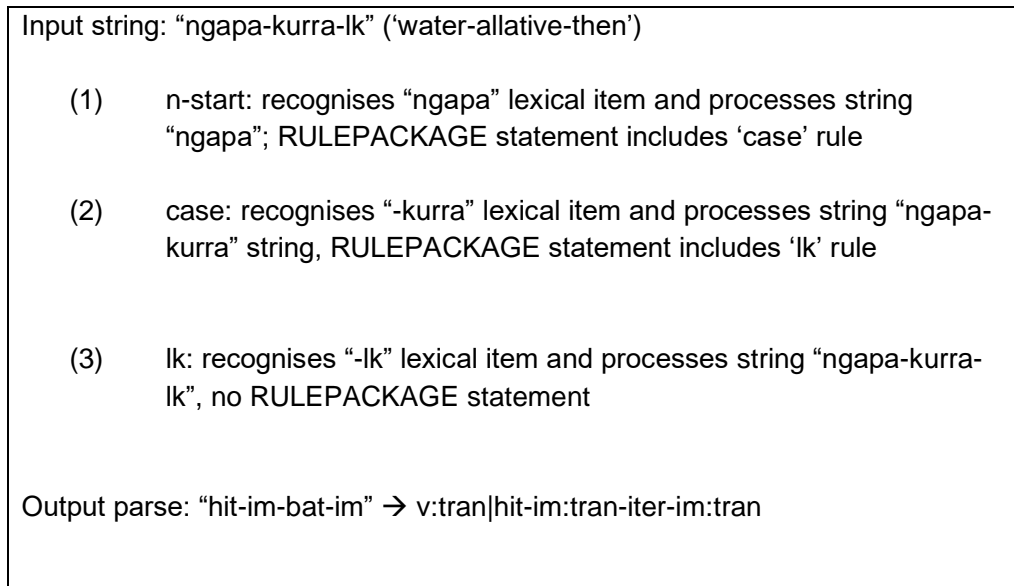 Input string: “ngapa-kurra-lk” (‘water-allative-then’)
(1) n-start: recognises “ngapa” lexical item and processes string
“ngapa”; RULEPACKAGE statement includes ‘case’ rule
(2) case: recognises “-kurra” lexical item and processes string “ngapa-
kurra” string, RULEPACKAGE statement includes ‘lk’ rule
(3) lk: recognises “-lk” lexical item and processes string “ngapa-kurra-
lk”, no RULEPACKAGE statement
Output parse: “hit-im-bat-im” → v:tran|hit-im:tran-iter-im:tran